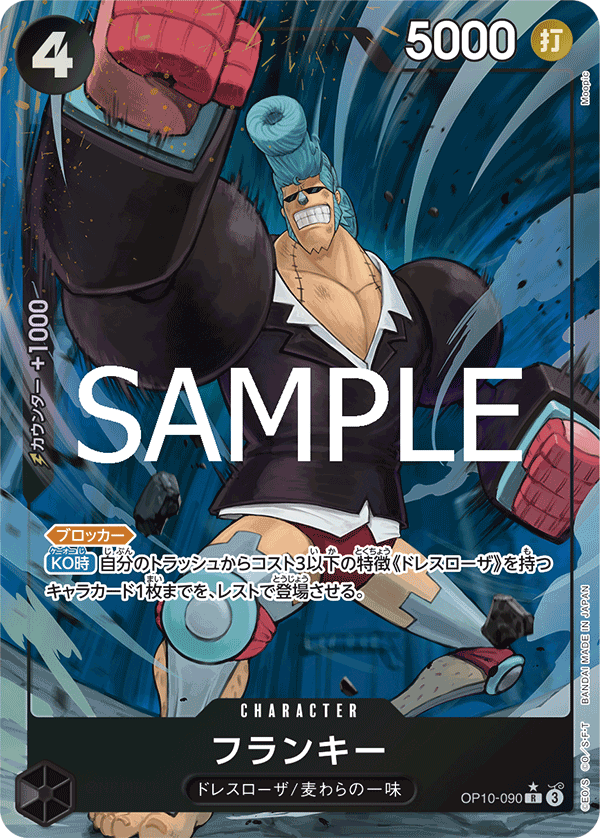 4
5000 打
Moopic
カウンター +1000
SAMPLE
ブロッカー
KO時 自分のトラッシュからコスト3以下の特徴《ドレスローザ》を持つ
キャラカード1枚までを、レストで登場させる。
CHARACTER
フランキー
ドレスローザ/麦わらの一味
OP10-090 R 3
©EO/S ©O/S·F·T BANDAI MADE IN JAPAN